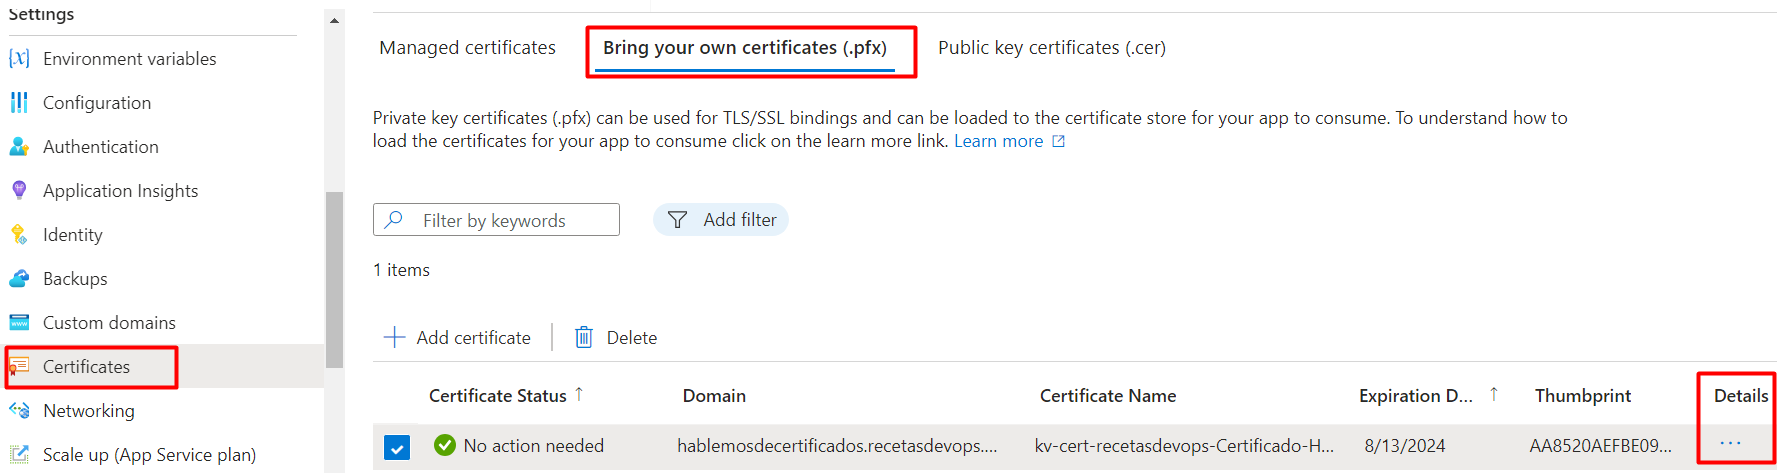 Settings
Environment variables
Configuration
Authentication
Application Insights
Identity
Backups
Custom domains
Certificates
Networking
Scale up (App Service plan)
Managed certificates
Bring your own certificates (.pfx)
Public key certificates (.cer)
Private key certificates (.pfx) can be used for TLS/SSL bindings and can be loaded to the certificate store for your app to consume. To understand how to
load the certificates for your app to consume click on the learn more link. Learn more
Filter by keywords
Add filter
1 items
Add certificate
Delete
Certificate Status ↑ Domain Certificate Name Expiration D... ↑ Thumbprint Details
No action needed hablemosdecertificados.recetasdevops.... kv-cert-recetasdevops-Certificado-H... 8/13/2024 AA8520AEFBE09... ...